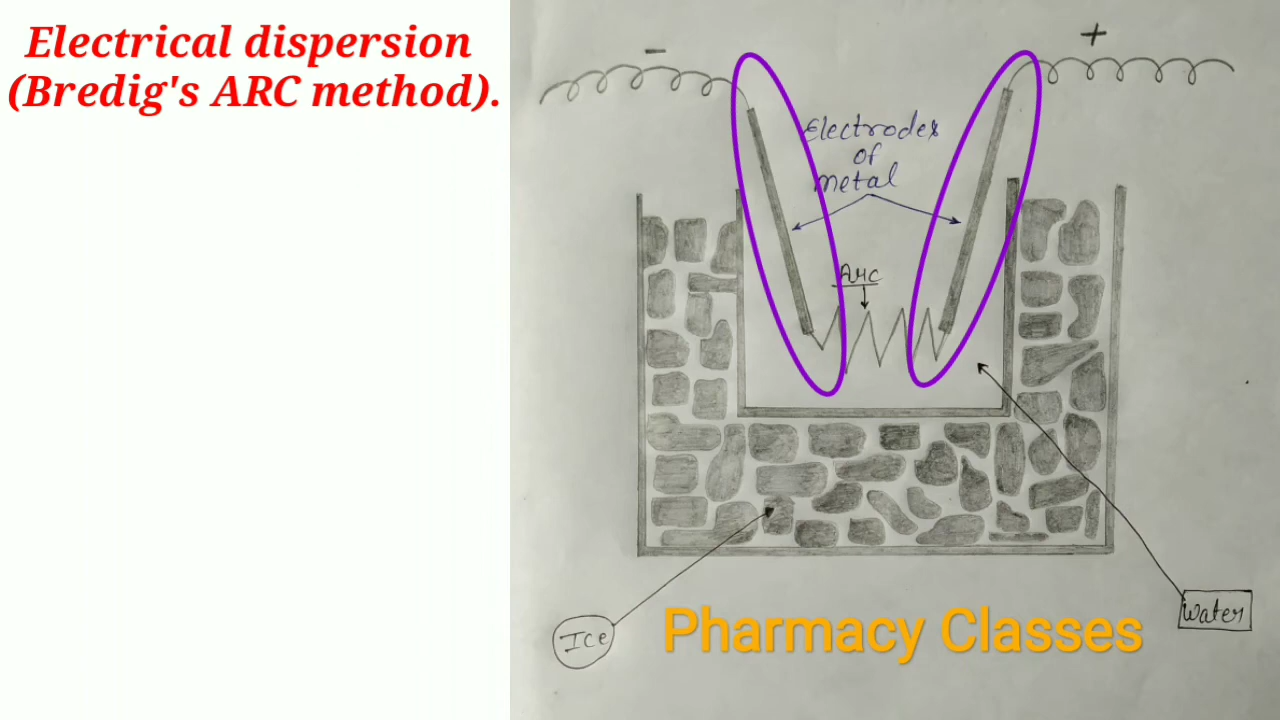 Electrical dispersion
(Bredig's ARC method).
-
+
Electrodes
of
metal
Arc
Ice
Water
Pharmacy Classes